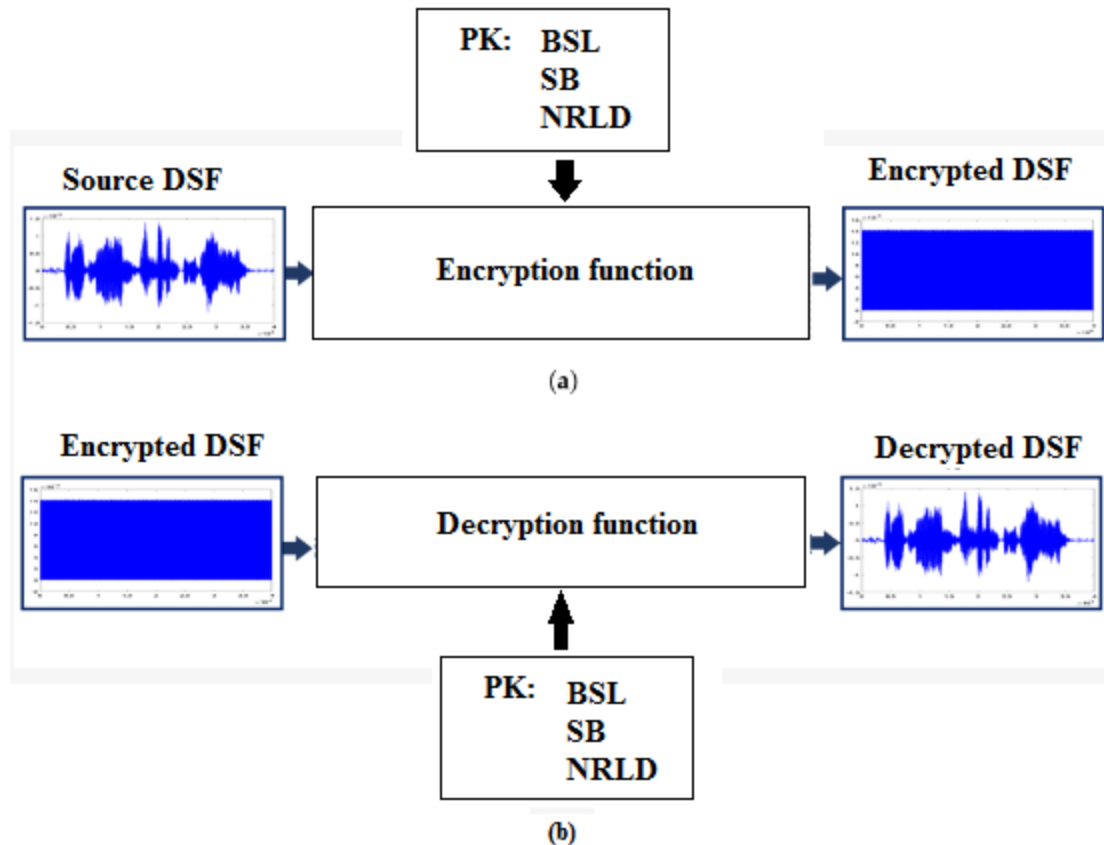 PK: BSL
SB
NRLD
Source DSF
Encrypted DSF
Encryption function
(a)
Encrypted DSF
Decrypted DSF
Decryption function
PK: BSL
SB
NRLD
(b)